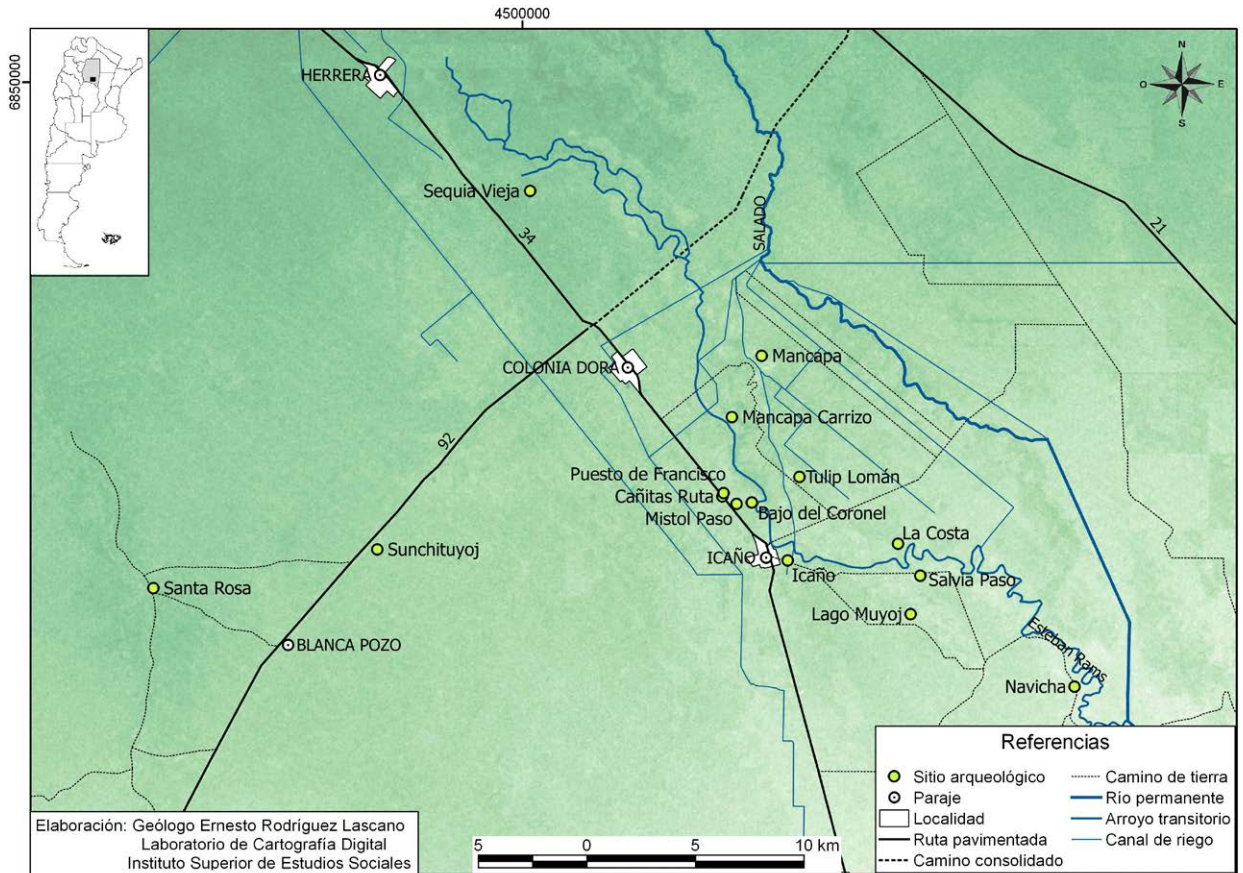 4500000
6850000
N
O
E
S
HERRERA
Sequia Vieja
34
SALADO
21
Mancapa
COLONIA DORA
Mancapa Carrizo
92
Puesto de Francisco
Tulip Lomán
Cañitas Ruta
Mistol Paso
Bajo del Coronel
La Costa
ICAÑO
Icaño
Sunchituyoj
Salvia Paso
Santa Rosa
Lago Muyoj
Esteban Rams
BLANCA POZO
Navicha
Referencias
Sitio arqueológico
Paraje
Localidad
Ruta pavimentada
Camino consolidado
Camino de tierra
Río permanente
Arroyo transitorio
Canal de riego
Elaboración: Geólogo Ernesto Rodríguez Lascano
Laboratorio de Cartografía Digital
Instituto Superior de Estudios Sociales
5 0 5 10 km